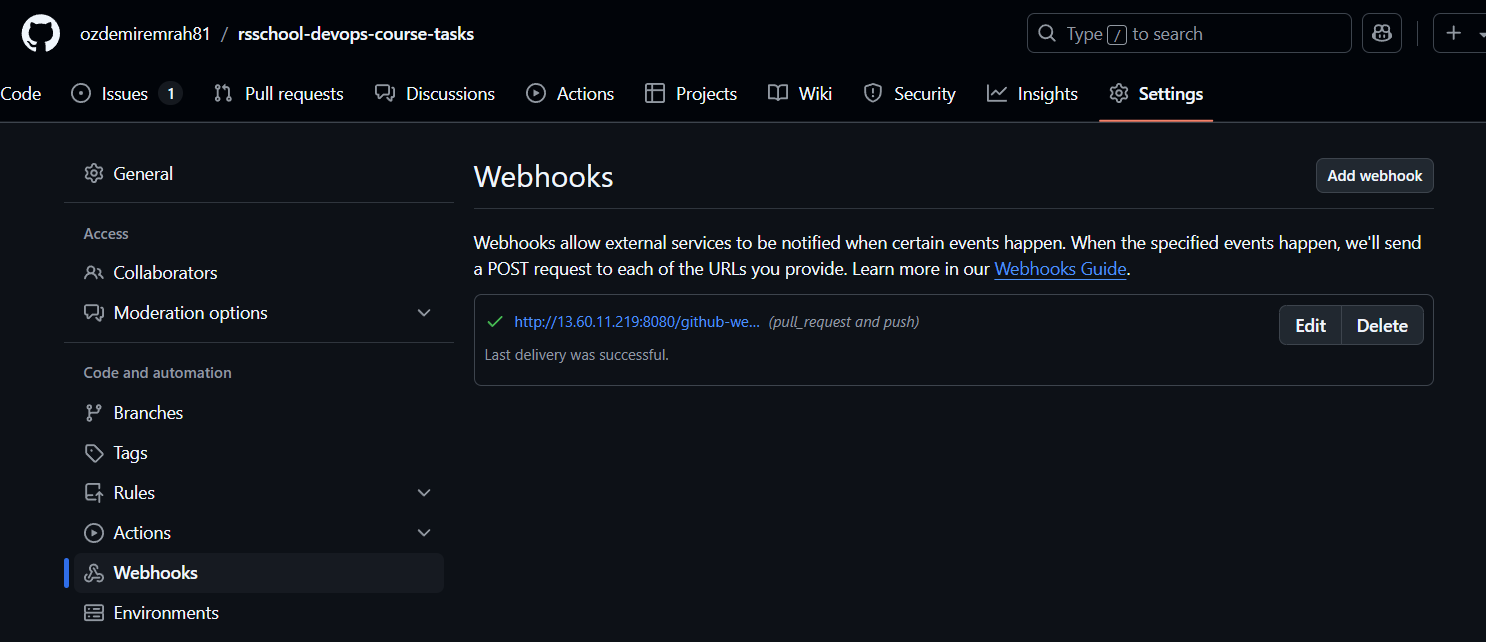 ozdemiremrah81 / rsschool-devops-course-tasks
Type / to search
Code
Issues 1
Pull requests
Discussions
Actions
Projects
Wiki
Security
Insights
Settings
General
Access
Collaborators
Moderation options
Code and automation
Branches
Tags
Rules
Actions
Webhooks
Environments
Webhooks
Add webhook
Webhooks allow external services to be notified when certain events happen. When the specified events happen, we'll send
a POST request to each of the URLs you provide. Learn more in our Webhooks Guide.
http://13.60.11.219:8080/github-we... (pull_request and push)
Edit
Delete
Last delivery was successful.